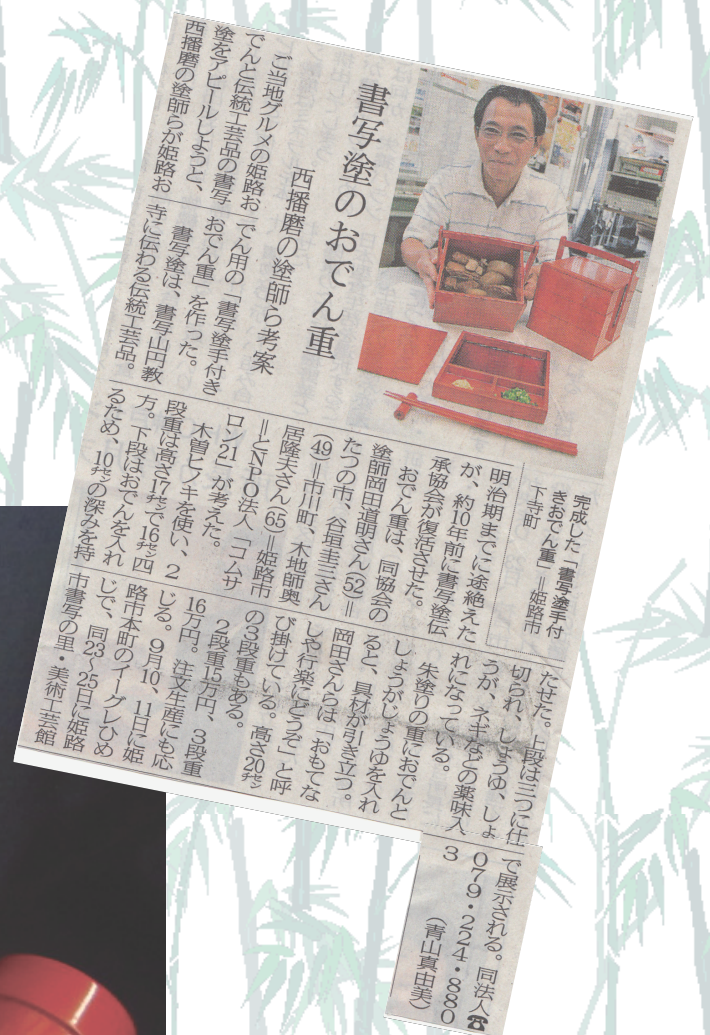 書写塗のおでん重
西播磨の塗師ら考案
ご当地グルメの姫路お
でんと伝統工芸品の書写
塗をアピールしようと、
西播磨の塗師らが姫路お
でん用の「書写塗手付き
おでん重」を作った。
書写塗は、書写山円教
寺に伝わる伝統工芸品。
完成した「書写塗手付
きおでん重」＝姫路市
下寺町
明治期までに途絶えた
が、約10年前に書写塗伝
承協会が復活させた。
おでん重は、同協会の
塗師岡田道明さん(52)＝
たつの市、谷垣圭三さん
(49)＝市川町、木地師奥
居隆夫さん(65)＝姫路市
＝とNPO法人「コムサ
ロン21」が考えた。
木曽ヒノキを使い、2
段重は高さ17㌢で16㌢四
方。下段はおでんを入れ
るため、10㌢の深みを持
たせた。上段は三つに仕
切られ、しょうゆ、しょ
うが、ネギなどの薬味入
れになっている。
朱塗りの重におでんと
しょうがじょうゆを入れ
ると、具材が引き立つ。
岡田さんらは「おもてな
しや行楽にどうぞ」と呼
び掛けている。高さ20㌢
の3段重もある。
2段重15万円、3段重
16万円。注文生産にも応
じる。9月10、11日に姫
路市本町のイーグレひめ
じで、同23〜25日に姫路
市書写の里・美術工芸館
で展示される。同法人☎
079・224・880
3
（青山真由美）